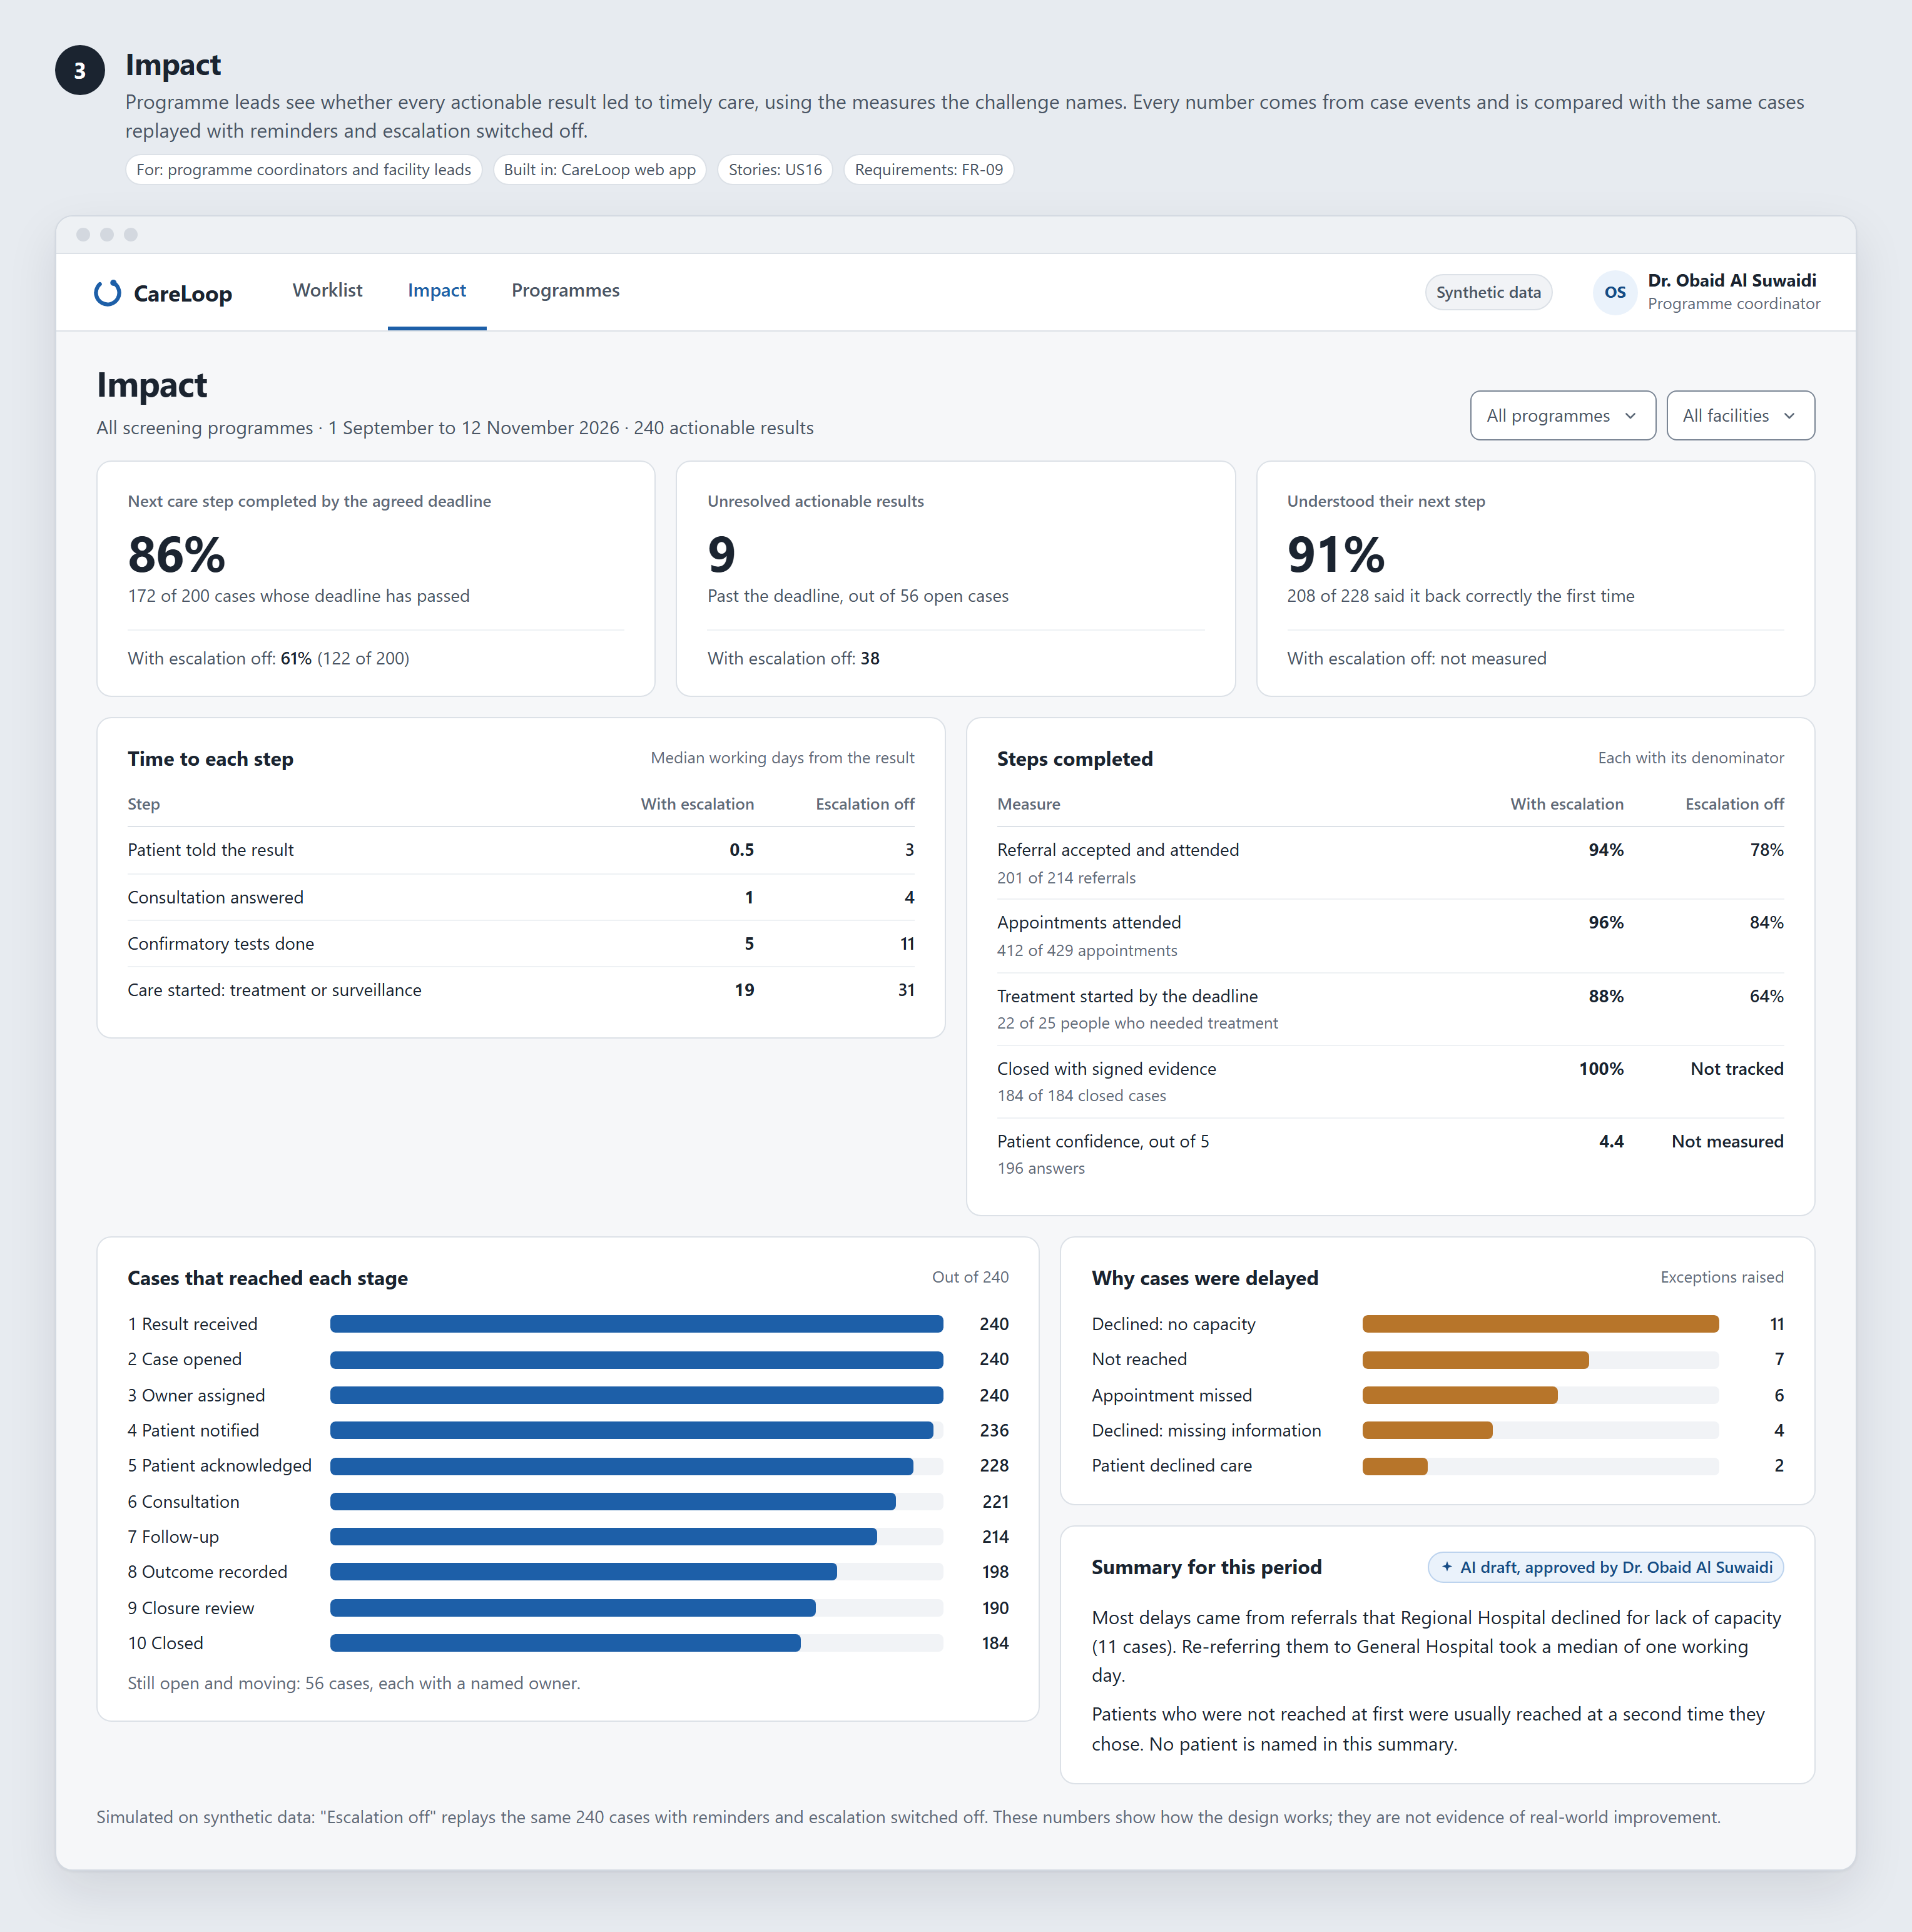 3
Impact
Programme leads see whether every actionable result led to timely care, using the measures the challenge names. Every number comes from case events and is compared with the same cases
replayed with reminders and escalation switched off.
For: programme coordinators and facility leads
Built in: CareLoop web app
Stories: US16
Requirements: FR-09
CareLoop
Worklist
Impact
Programmes
Synthetic data
OS
Dr. Obaid Al Suwaidi
Programme coordinator
Impact
All screening programmes · 1 September to 12 November 2026 · 240 actionable results
All programmes
All facilities
Next care step completed by the agreed deadline
86%
172 of 200 cases whose deadline has passed
With escalation off: 61% (122 of 200)
Unresolved actionable results
9
Past the deadline, out of 56 open cases
With escalation off: 38
Understood their next step
91%
208 of 228 said it back correctly the first time
With escalation off: not measured
Time to each step
Median working days from the result
Step With escalation Escalation off
Patient told the result 0.5 3
Consultation answered 1 4
Confirmatory tests done 5 11
Care started: treatment or surveillance 19 31
Steps completed
Each with its denominator
Measure With escalation Escalation off
Referral accepted and attended 94% 78%
201 of 214 referrals
Appointments attended 96% 84%
412 of 429 appointments
Treatment started by the deadline 88% 64%
22 of 25 people who needed treatment
Closed with signed evidence 100% Not tracked
184 of 184 closed cases
Patient confidence, out of 5 4.4 Not measured
196 answers
Cases that reached each stage
Out of 240
1 Result received 240
2 Case opened 240
3 Owner assigned 240
4 Patient notified 236
5 Patient acknowledged 228
6 Consultation 221
7 Follow-up 214
8 Outcome recorded 198
9 Closure review 190
10 Closed 184
Still open and moving: 56 cases, each with a named owner.
Why cases were delayed
Exceptions raised
Declined: no capacity 11
Not reached 7
Appointment missed 6
Declined: missing information 4
Patient declined care 2
Summary for this period
AI draft, approved by Dr. Obaid Al Suwaidi
Most delays came from referrals that Regional Hospital declined for lack of capacity
(11 cases). Re-referring them to General Hospital took a median of one working
day.
Patients who were not reached at first were usually reached at a second time they
chose. No patient is named in this summary.
Simulated on synthetic data: "Escalation off" replays the same 240 cases with reminders and escalation switched off. These numbers show how the design works; they are not evidence of real-world improvement.